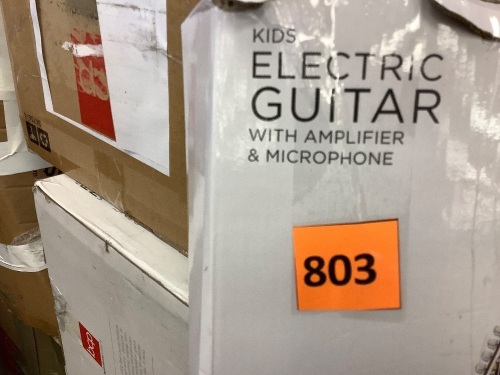 KIDS
ELECTRIC
GUITAR
WITH AMPLIFIER
& MICROPHONE
803